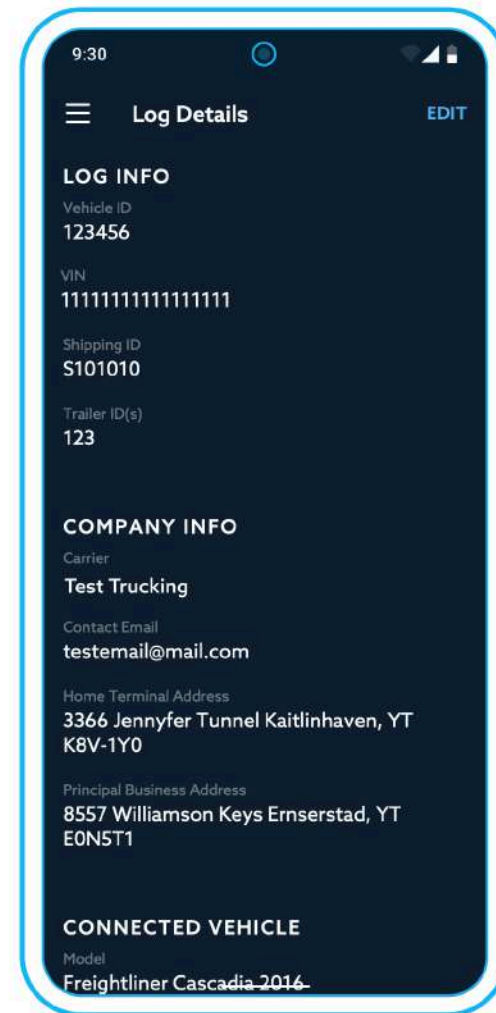 9:30
Log Details
EDIT
LOG INFO
Vehicle ID
123456
VIN
11111111111111111
Shipping ID
S101010
Trailer ID(s)
123
COMPANY INFO
Carrier
Test Trucking
Contact Email
testemail@mail.com
Home Terminal Address
3366 Jennyfer Tunnel Kaitlinhaven, YT
K8V-1Y0
Principal Business Address
8557 Williamson Keys Ernserstad, YT
E0N5T1
CONNECTED VEHICLE
Model
Freightliner Cascadia 2016